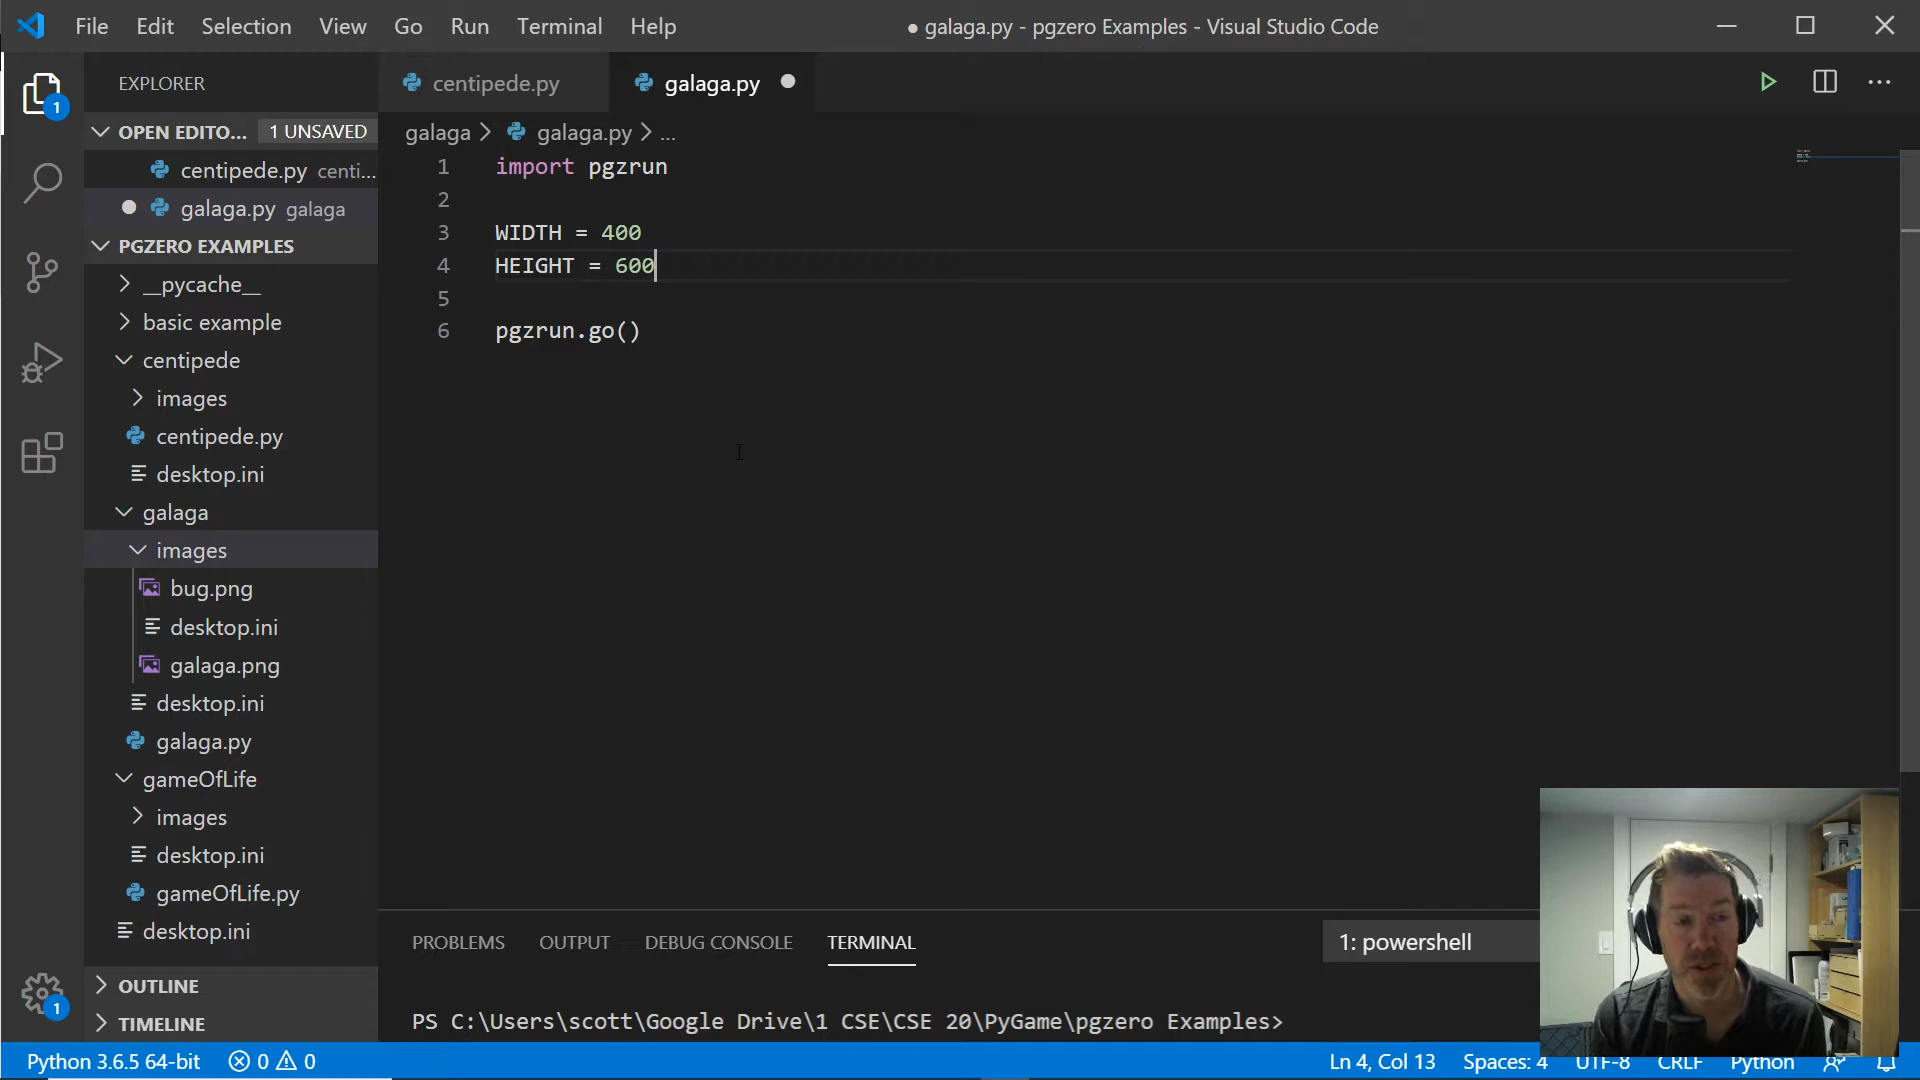 File Edit Selection View Go Run Terminal Help
● galaga.py - pgzero Examples - Visual Studio Code
EXPLORER
1
OPEN EDITO... 1 UNSAVED
centipede.py centi...
galaga.py galaga
PGZERO EXAMPLES
__pycache__
basic example
centipede
images
centipede.py
desktop.ini
galaga
images
bug.png
desktop.ini
galaga.png
desktop.ini
galaga.py
gameOfLife
images
desktop.ini
gameOfLife.py
desktop.ini
OUTLINE
TIMELINE
1
centipede.py galaga.py
galaga > galaga.py > ...
1 import pgzrun
2
3 WIDTH = 400
4 HEIGHT = 600
5
6 pgzrun.go()
PROBLEMS OUTPUT DEBUG CONSOLE TERMINAL 1: powershell
PS C:\Users\scott\Google Drive\1 CSE\CSE 20\PyGame\pgzero Examples>
Python 3.6.5 64-bit 0 0 Ln 4, Col 13 Spaces: 4 UTF-8 CRLF Python